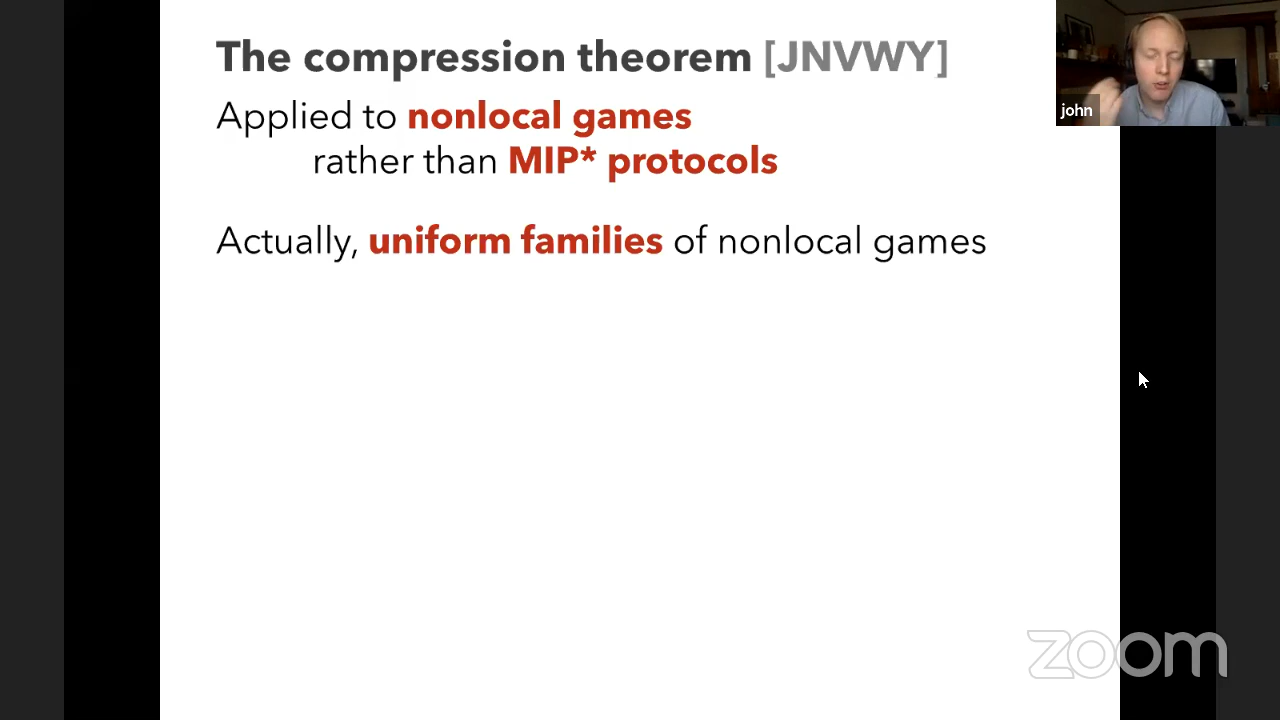 The compression theorem [JNVWY]
Applied to nonlocal games
rather than MIP* protocols
Actually, uniform families of nonlocal games
john
zoom